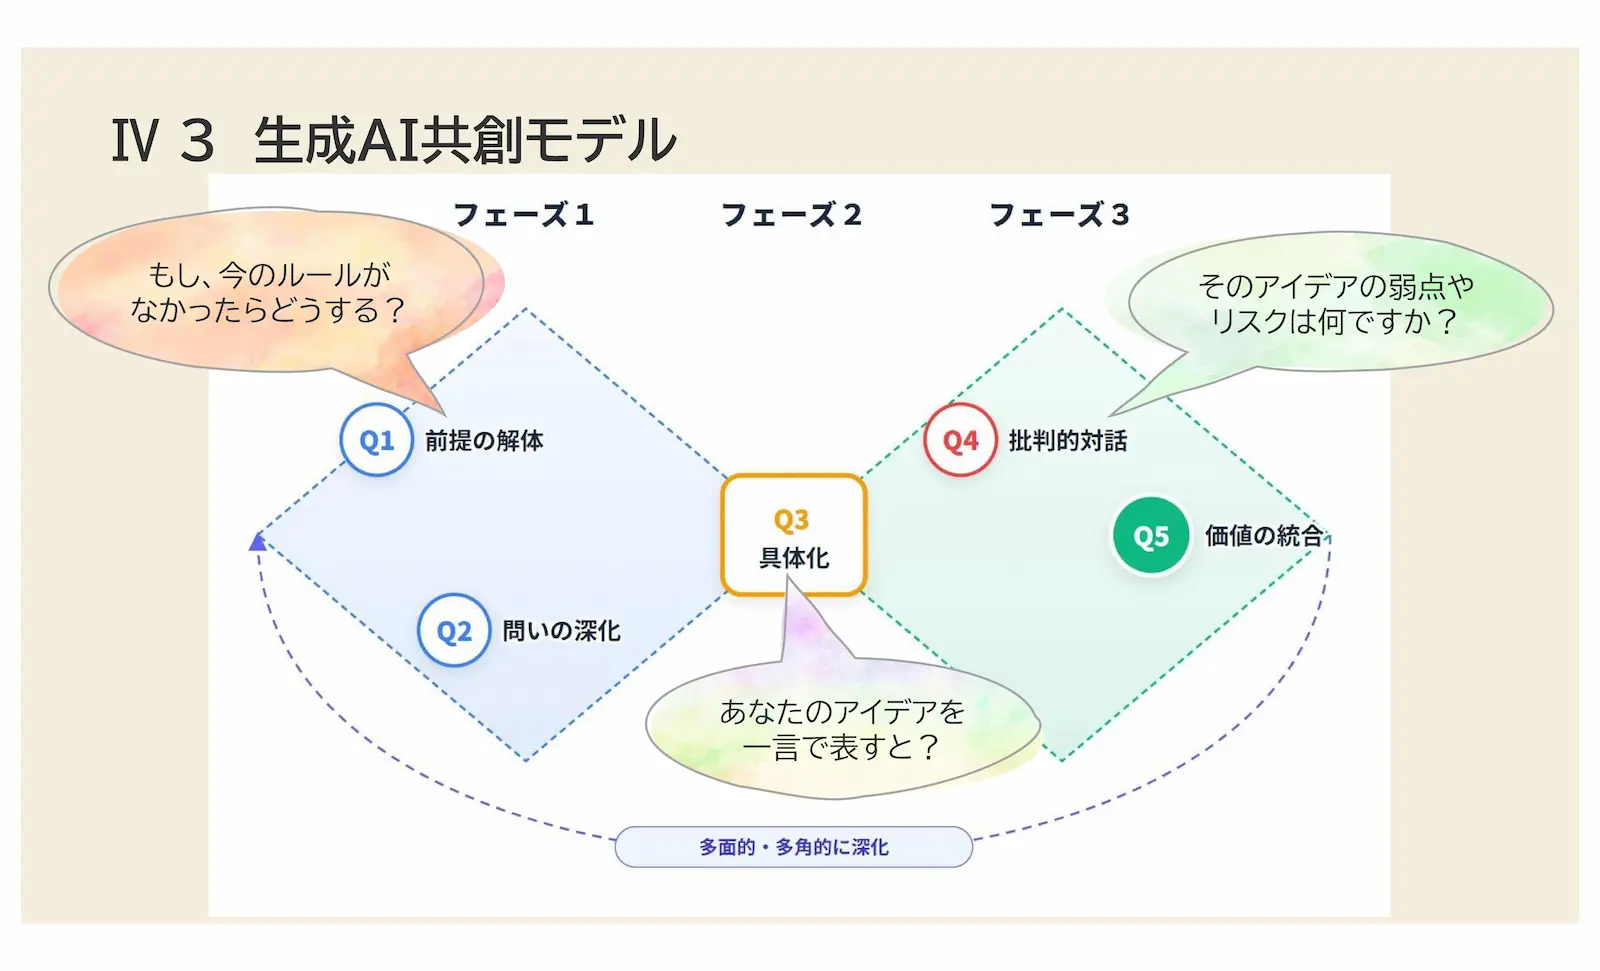 Ⅳ 3 生成AI共創モデル
フェーズ1
フェーズ2
フェーズ3
もし、今のルールが
なかったらどうする？
そのアイデアの弱点や
リスクは何ですか？
Q1 前提の解体
Q4 批判的対話
Q3
具体化
Q5 価値の統合
Q2 問いの深化
あなたのアイデアを
一言で表すと？
多面的・多角的に深化